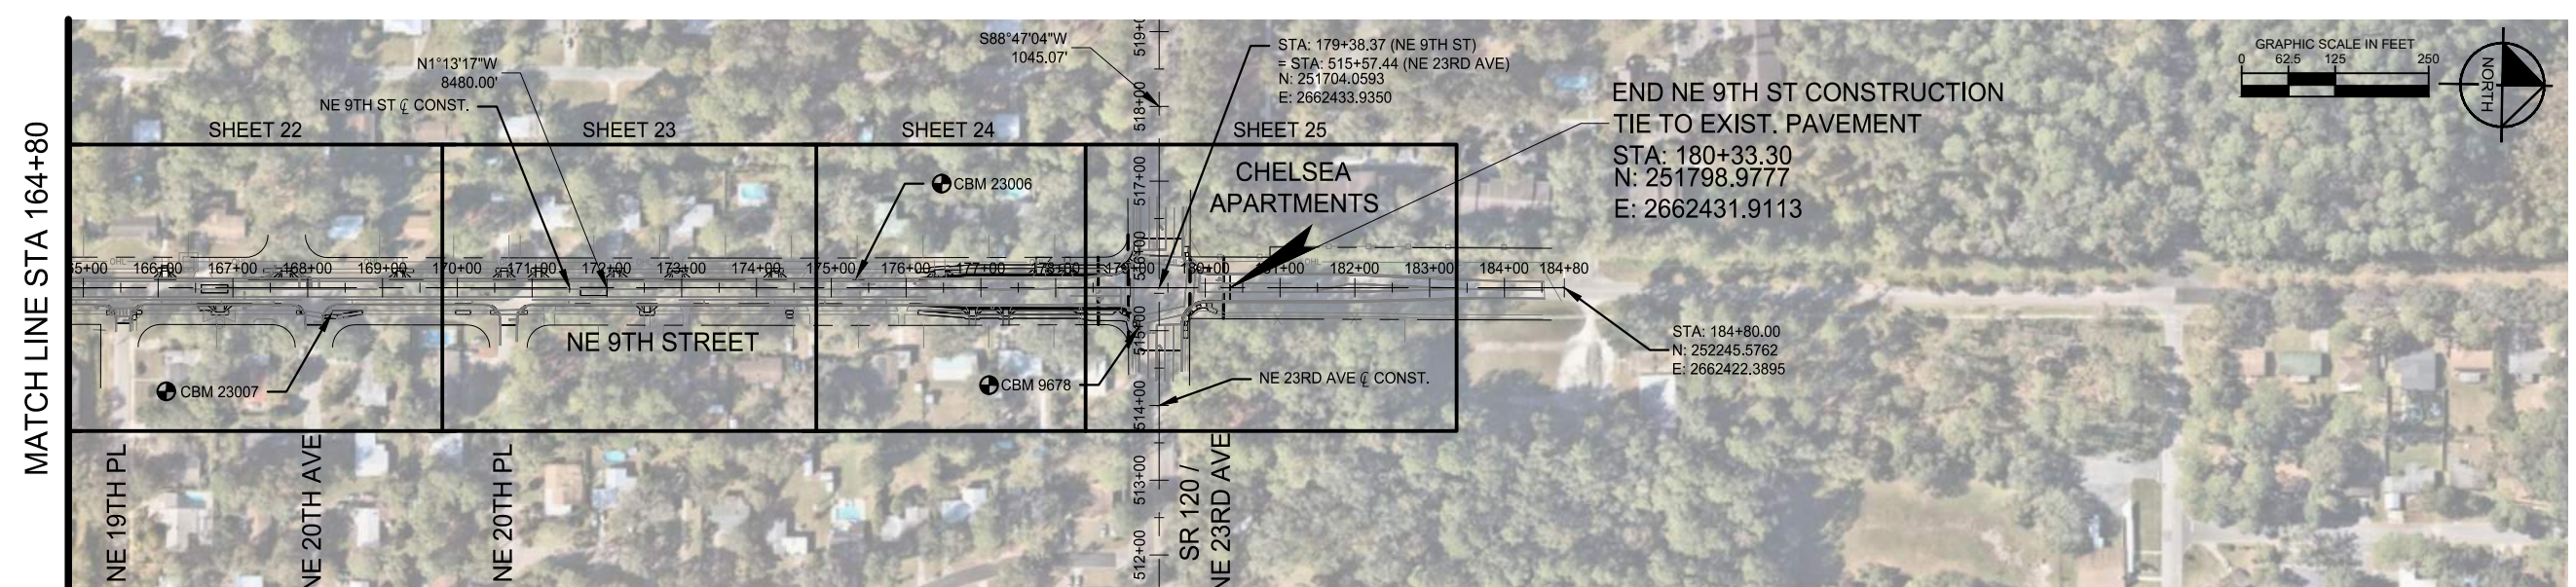 MATCH LINE STA 164+80
SHEET 22
SHEET 23
SHEET 24
SHEET 25
N1°13'17"W
8480.00'
NE 9TH ST ℄ CONST.
S88°47'04"W
1045.07'
STA: 179+38.37 (NE 9TH ST)
= STA: 515+57.44 (NE 23RD AVE)
N: 251704.0593
E: 2662433.9350
END NE 9TH ST CONSTRUCTION
TIE TO EXIST. PAVEMENT
STA: 180+33.30
N: 251798.9777
E: 2662431.9113
GRAPHIC SCALE IN FEET
0 62.5 125 250
NORTH
CHELSEA
APARTMENTS
CBM 23006
166+00 167+00 168+00 169+00 170+00 171+00 172+00 173+00 174+00 175+00 176+00 177+00 178+00 179+00 180+00 181+00 182+00 183+00 184+00 184+80
518+00
517+00
516+00
515+00
514+00
513+00
512+00
NE 9TH STREET
CBM 23007
CBM 9678
NE 23RD AVE ℄ CONST.
STA: 184+80.00
N: 252245.5762
E: 2662422.3895
NE 19TH PL
NE 20TH AVE
NE 20TH PL
SR 120 /
NE 23RD AVE